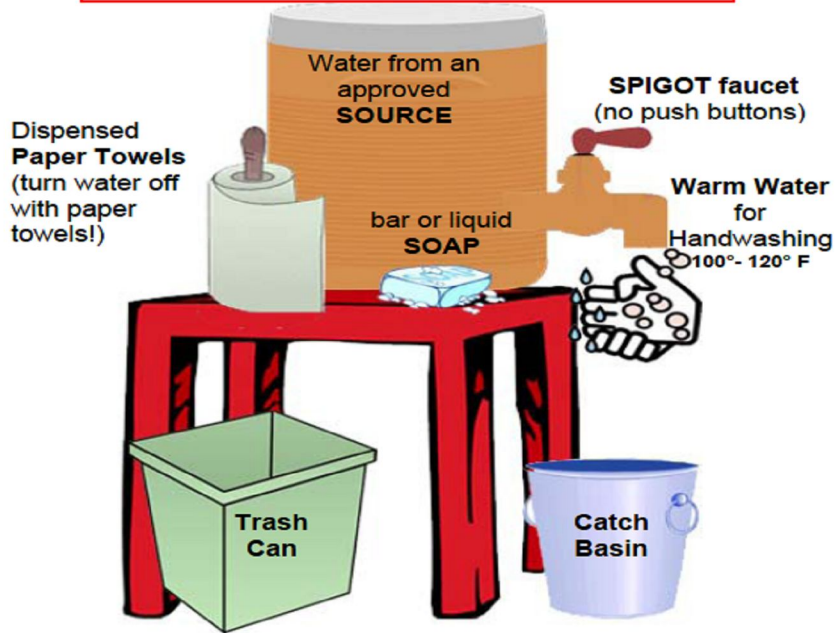 Water from an
approved
SOURCE
SPIGOT faucet
(no push buttons)
Dispensed
Paper Towels
(turn water off
with paper
towels!)
bar or liquid
SOAP
Warm Water
for
Handwashing
100°- 120° F
Trash
Can
Catch
Basin